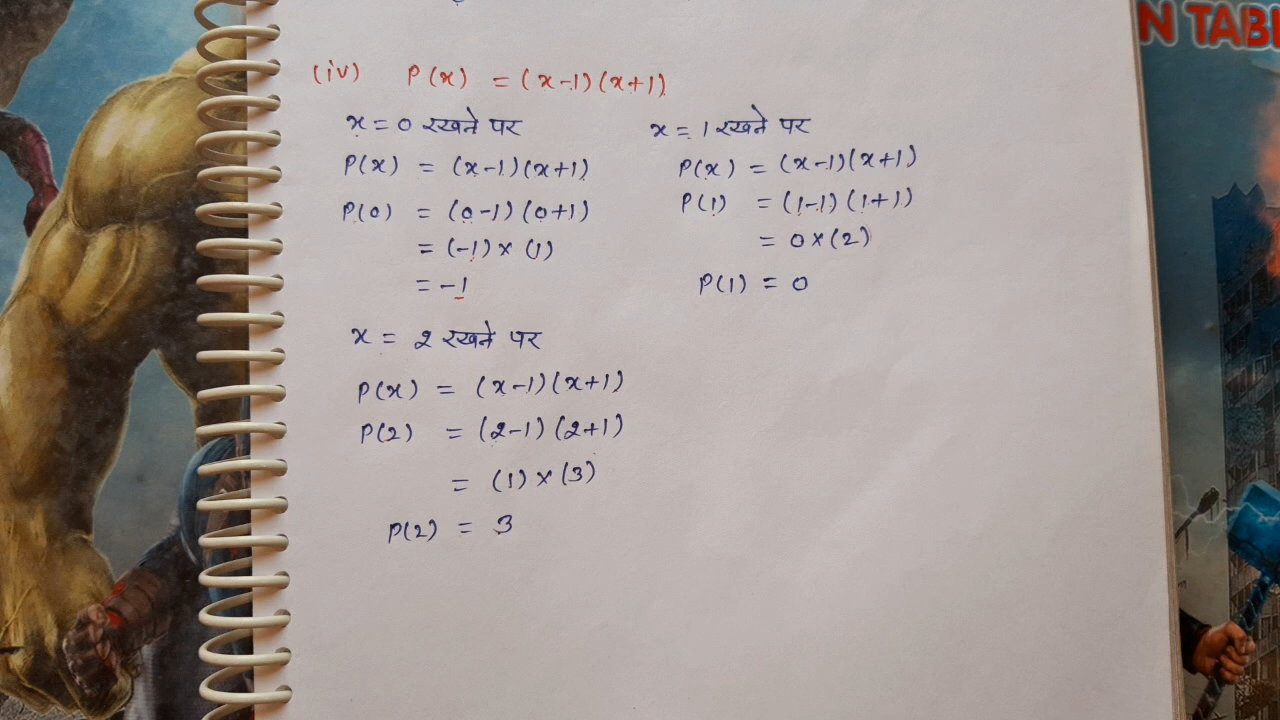 (iv) P(x) = (x-1)(x+1)
x = 0 रखने पर
P(x) = (x-1)(x+1)
P(0) = (0-1)(0+1)
= (-1) × (1)
= -1
x = 1 रखने पर
P(x) = (x-1)(x+1)
P(1) = (1-1)(1+1)
= 0×(2)
P(1) = 0
x = 2 रखने पर
P(x) = (x-1)(x+1)
P(2) = (2-1)(2+1)
= (1) × (3)
P(2) = 3
N TABL